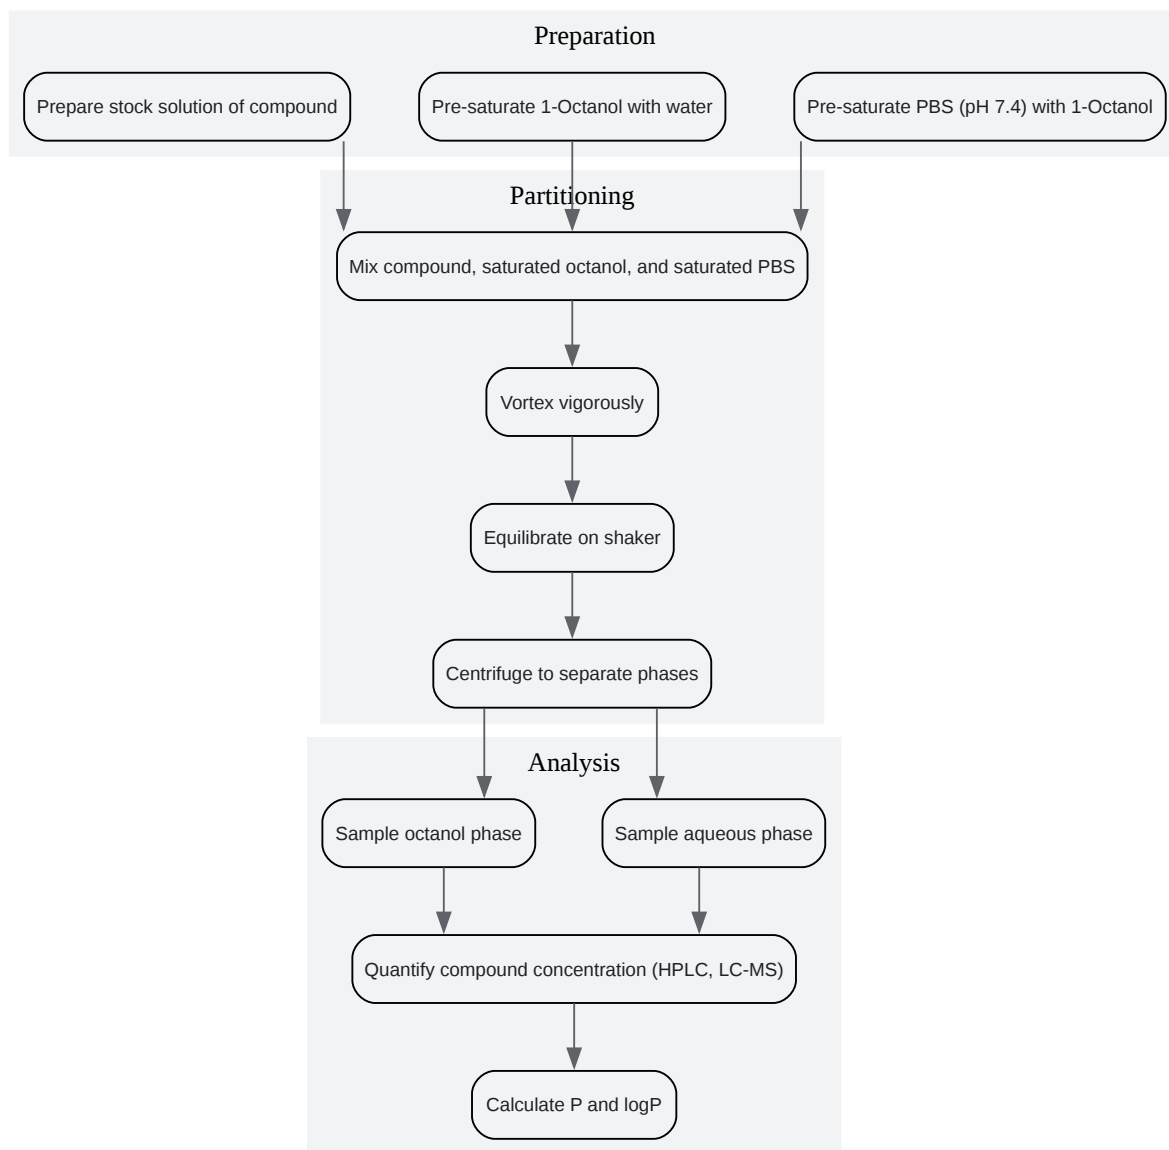 Preparation
Prepare stock solution of compound
Pre-saturate 1-Octanol with water
Pre-saturate PBS (pH 7.4) with 1-Octanol
Partitioning
Mix compound, saturated octanol, and saturated PBS
Vortex vigorously
Equilibrate on shaker
Centrifuge to separate phases
Analysis
Sample octanol phase
Sample aqueous phase
Quantify compound concentration (HPLC, LC-MS)
Calculate P and logP